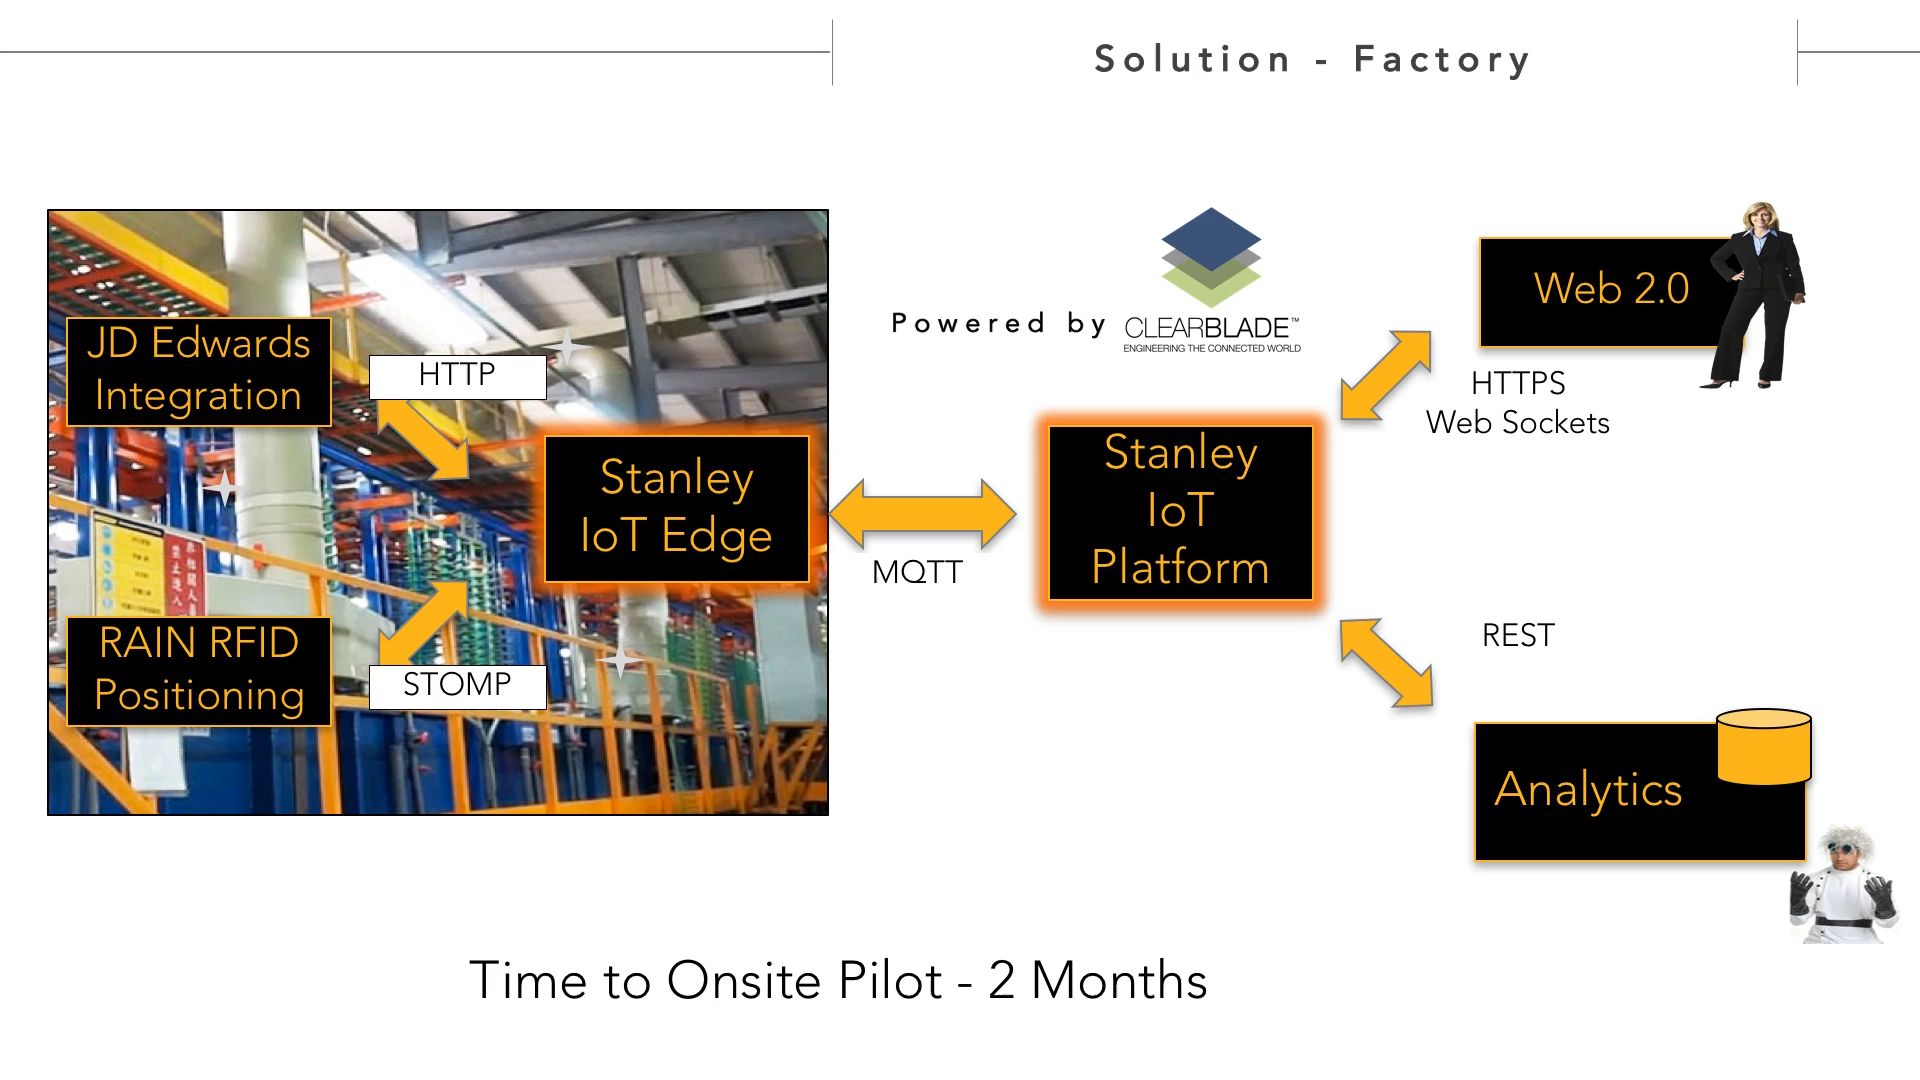 Solution - Factory
Powered by
CLEARBLADE™
ENGINEERING THE CONNECTED WORLD
JD Edwards
Integration
HTTP
Stanley
IoT Edge
RAIN RFID
Positioning
STOMP
MQTT
Stanley
IoT
Platform
Web 2.0
HTTPS
Web Sockets
REST
Analytics
Time to Onsite Pilot - 2 Months